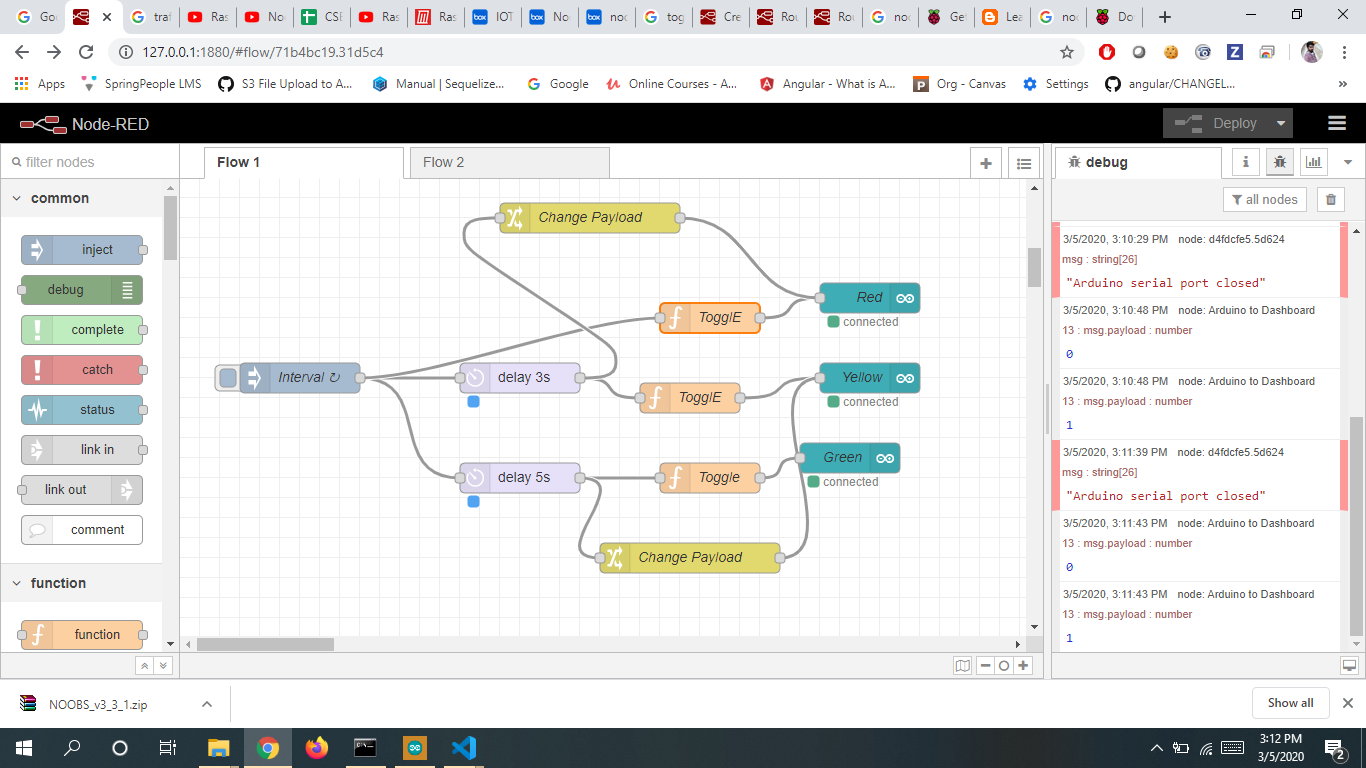 Go
Node-RED
traf
Ras
No
CSE
Ras
Ras
IOT
No
noo
tog
Cre
Rou
Rou
noo
Get
Lea
noo
Do
127.0.0.1:1880/#flow/71b4bc19.31d5c4
Apps
SpringPeople LMS
S3 File Upload to A...
Manual | Sequelize...
Google
Online Courses - A...
Angular - What is A...
Org - Canvas
Settings
angular/CHANGEL...
»
Node-RED
Deploy
filter nodes
Flow 1
Flow 2
debug
all nodes
common
inject
debug
complete
catch
status
link in
link out
comment
function
function
Change Payload
TogglE
Red
connected
Interval ↻
delay 3s
TogglE
Yellow
connected
Green
connected
delay 5s
Toggle
Change Payload
3/5/2020, 3:10:29 PM node: d4fdcfe5.5d624
msg : string[26]
"Arduino serial port closed"
3/5/2020, 3:10:48 PM node: Arduino to Dashboard
13 : msg.payload : number
0
3/5/2020, 3:10:48 PM node: Arduino to Dashboard
13 : msg.payload : number
1
3/5/2020, 3:11:39 PM node: d4fdcfe5.5d624
msg : string[26]
"Arduino serial port closed"
3/5/2020, 3:11:43 PM node: Arduino to Dashboard
13 : msg.payload : number
0
3/5/2020, 3:11:43 PM node: Arduino to Dashboard
13 : msg.payload : number
1
NOOBS_v3_3_1.zip
Show all
3:12 PM
3/5/2020
2